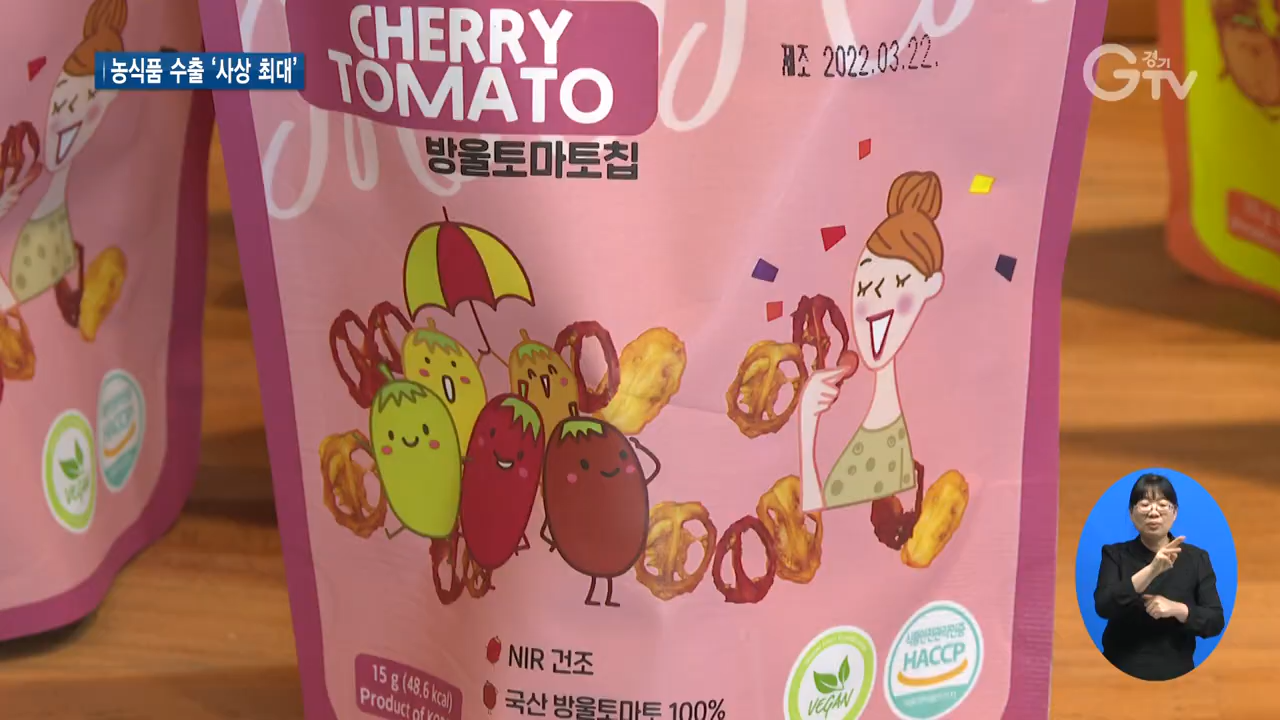 농식품 수출 ‘사상 최대’
CHERRY
TOMATO
방울토마토칩
제조 2022.03.22.
경기
GTV
HACCP
VEGAN
NIR 건조
국산 방울토마토 100%
15 g (48.6 kcal)
Product of
VEGAN
HACCP